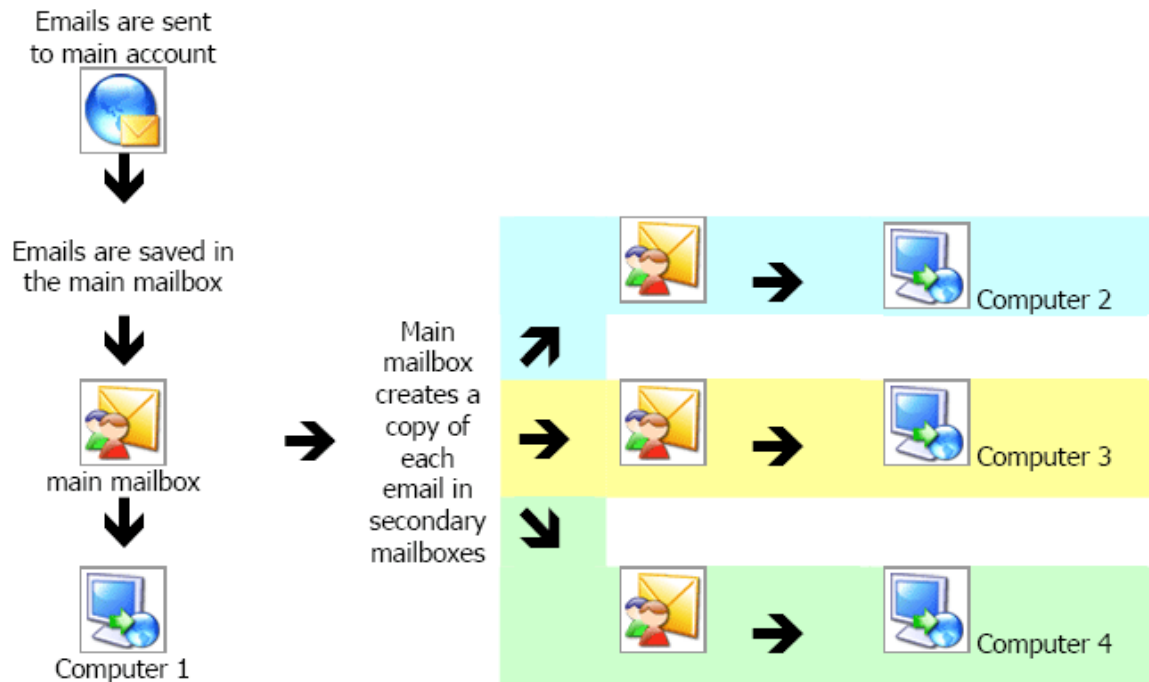 Emails are sent
to main account
Emails are saved in
the main mailbox
main mailbox
Computer 1
Main
mailbox
creates a
copy of
each
email in
secondary
mailboxes
Computer 2
Computer 3
Computer 4